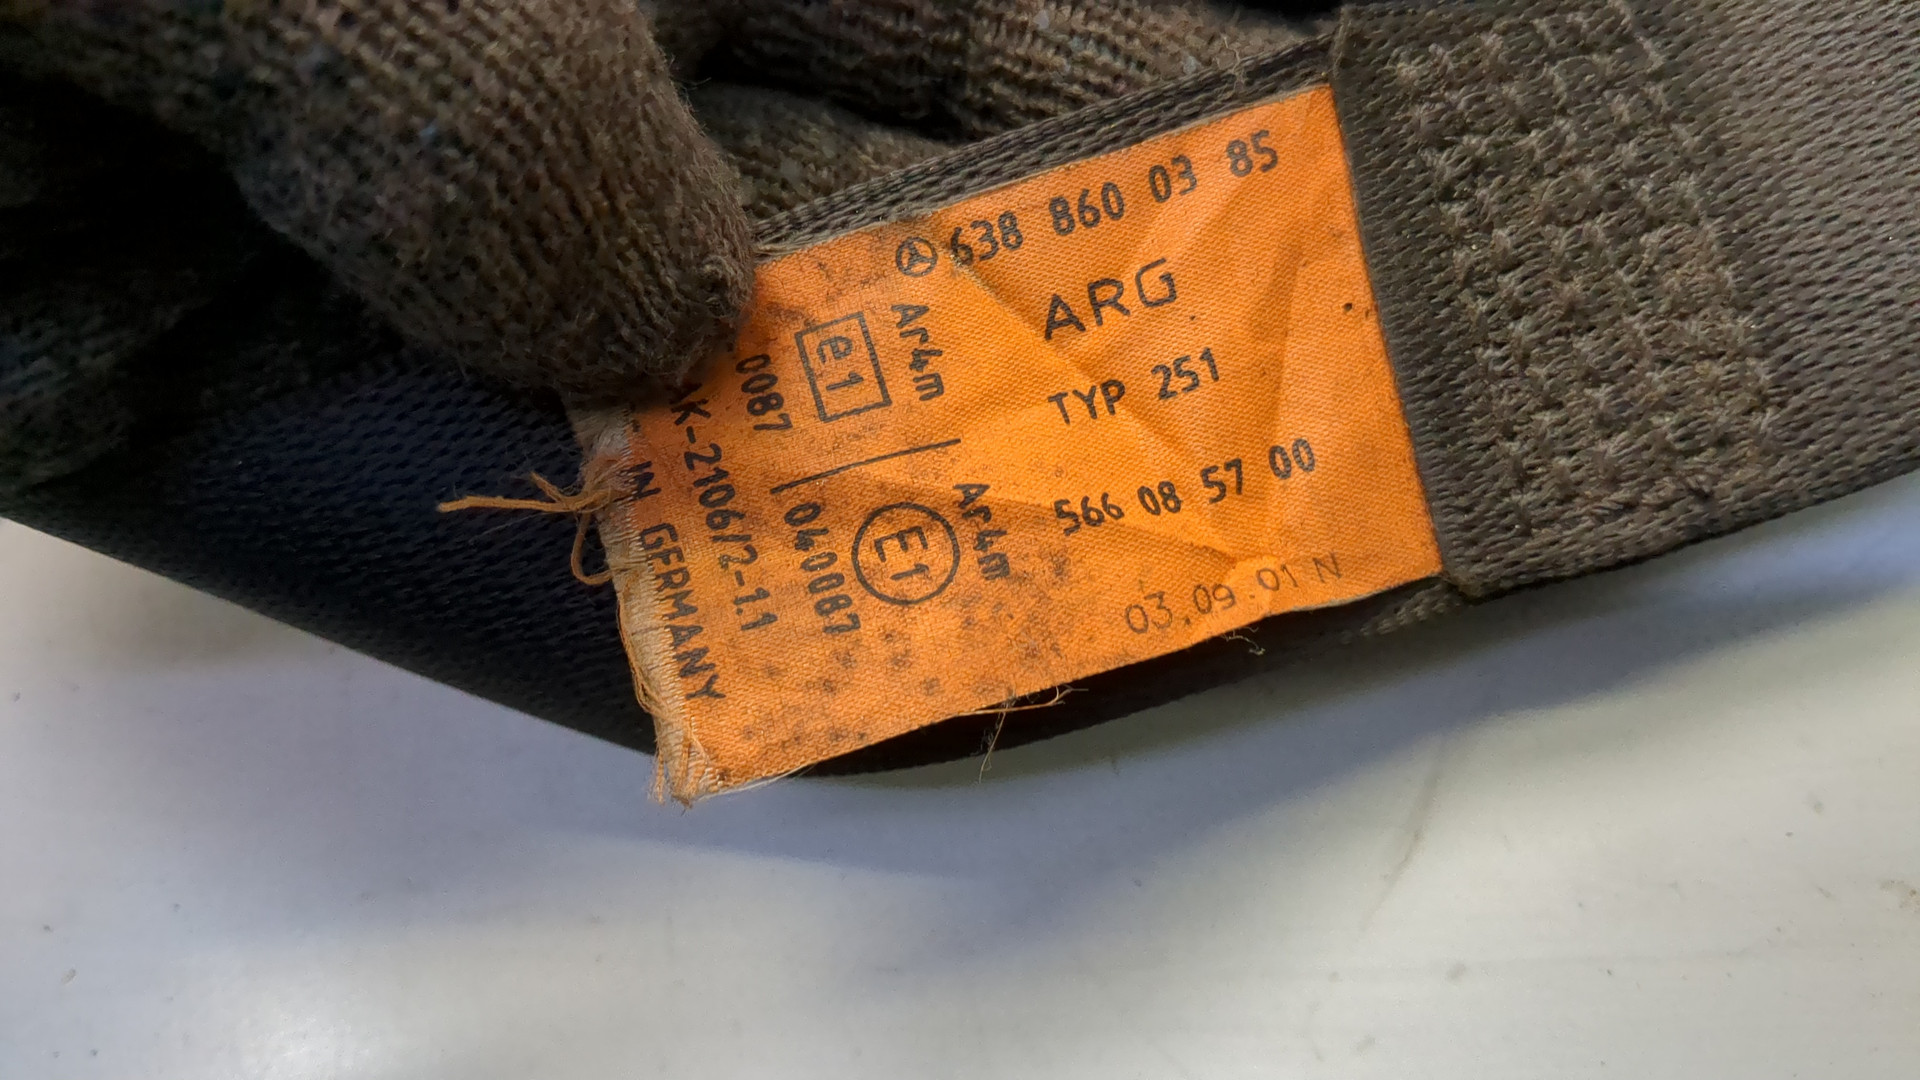 638 860 03 85
ARG
TYP 251
566 08 57 00
03.09.01 N
Ar4m | Ar4m
e1 E1
0087 | 040087
AK-2106/2-1.1
IN GERMANY